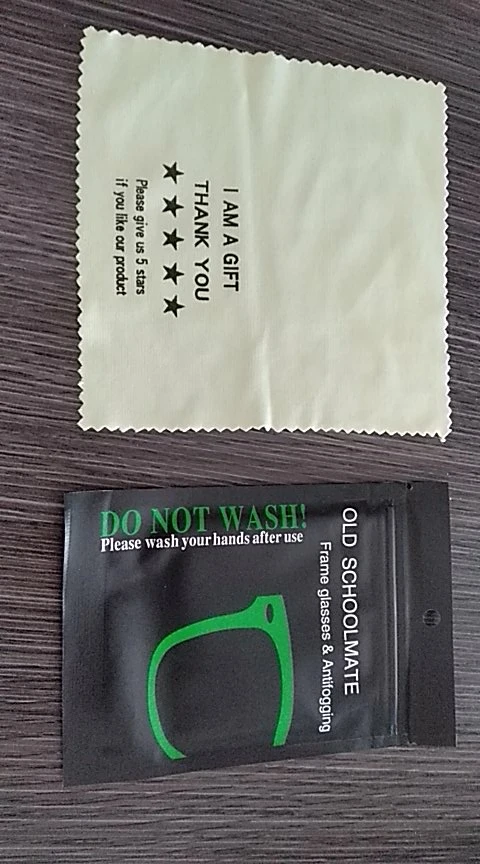 I AM A GIFT
THANK YOU
★★★★★
Please give us 5 stars
if you like our product
OLD SCHOOLMATE
Frame glasses & Antifogging
DO NOT WASH!
Please wash your hands after use